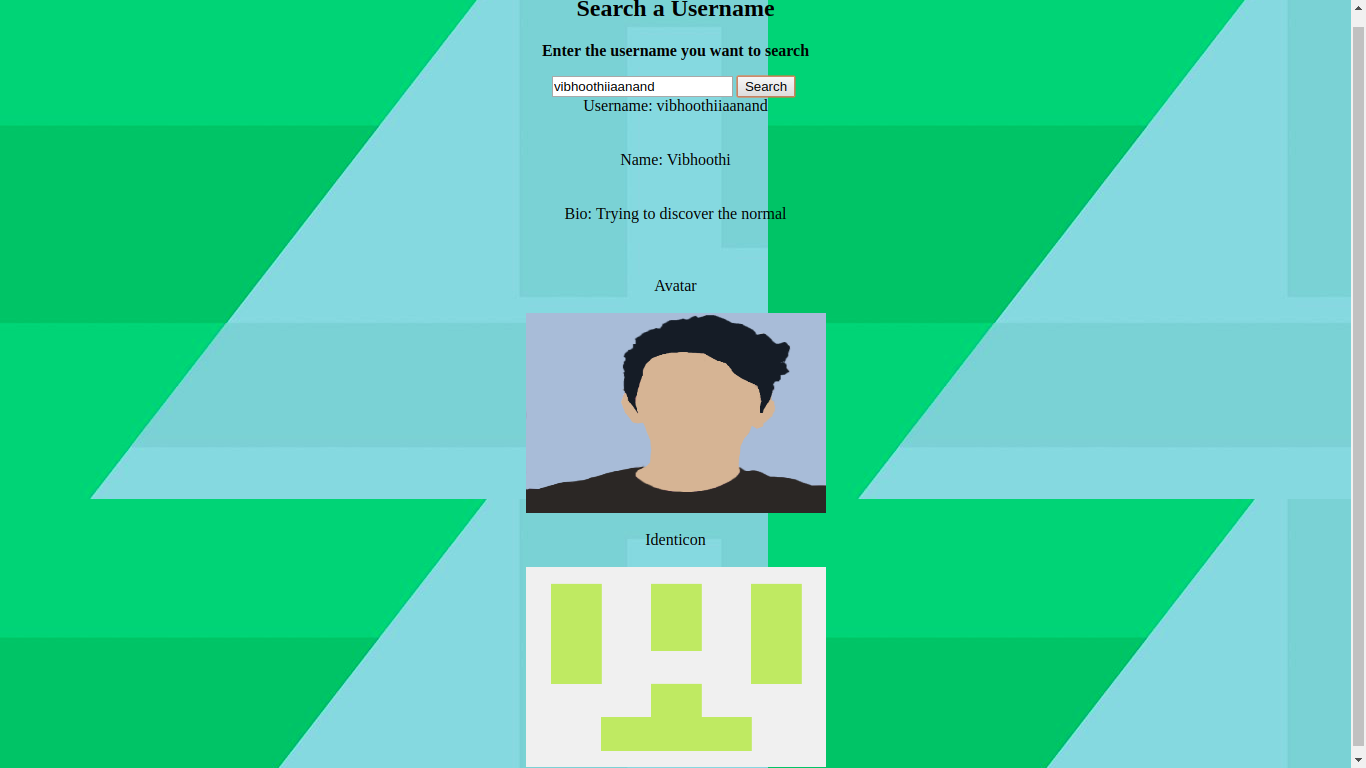 Search a Username
Enter the username you want to search
vibhoothiiaanand Search
Username: vibhoothiiaanand
Name: Vibhoothi
Bio: Trying to discover the normal
Avatar
Identicon